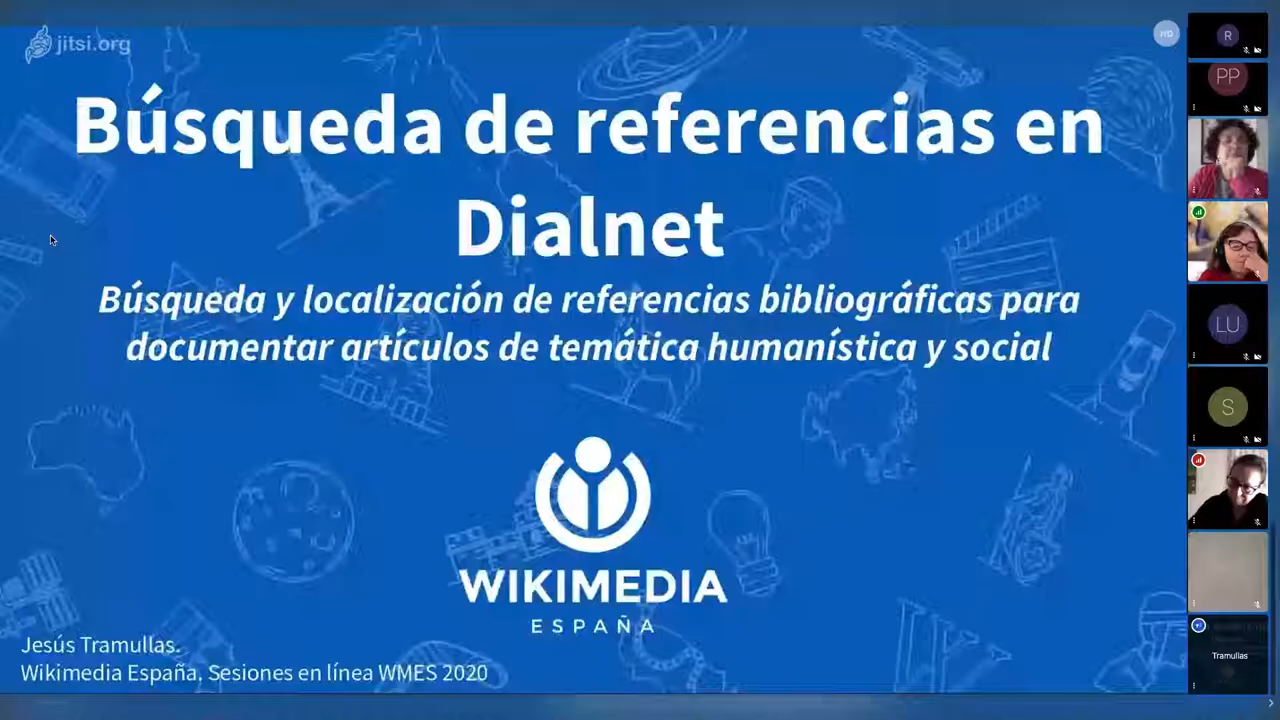 jitsi.org
Búsqueda de referencias en
Dialnet
Búsqueda y localización de referencias bibliográficas para
documentar artículos de temática humanística y social
WIKIMEDIA
ESPAÑA
Jesús Tramullas.
Wikimedia España. Sesiones en línea WMES 2020
HD
R
PP
LU
S
Tramullas